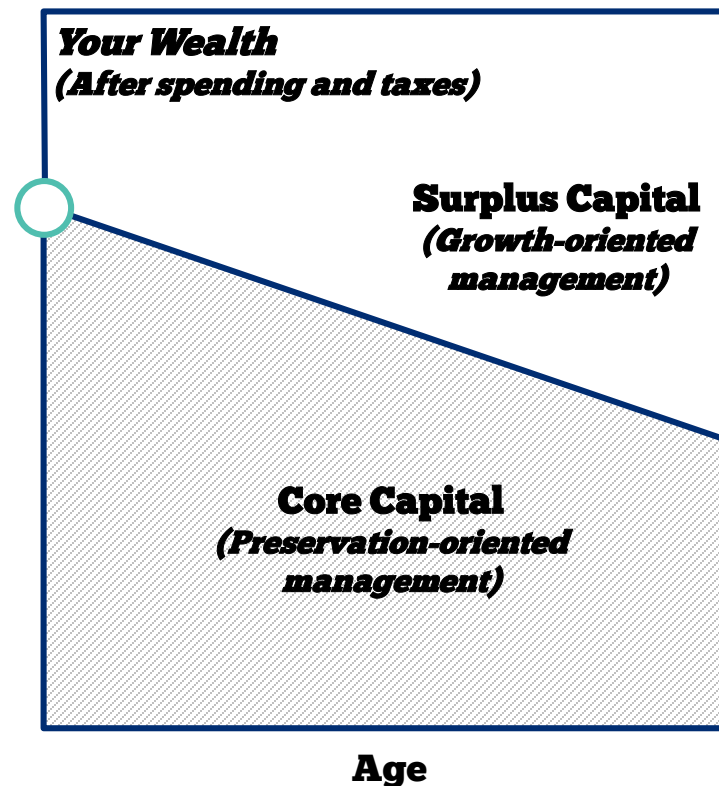 Your Wealth
(After spending and taxes)
Surplus Capital
(Growth-oriented
management)
Core Capital
(Preservation-oriented
management)
Age